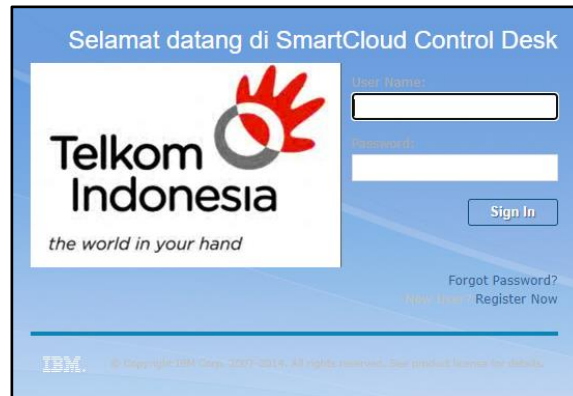 Selamat datang di SmartCloud Control Desk
Telkom
Indonesia
the world in your hand
User Name:
Password:
Sign In
Forgot Password?
New User? Register Now
IBM.
© Copyright IBM Corp. 2007-2014. All rights reserved. See product license for details.